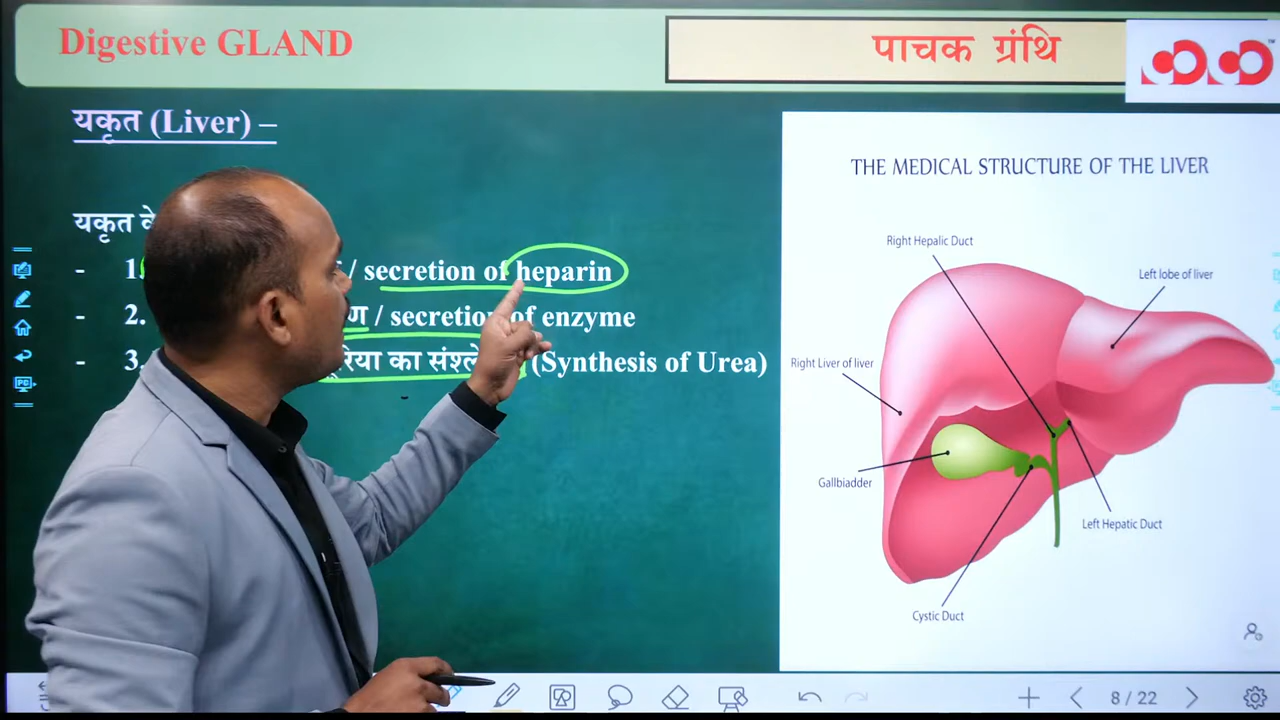 Digestive GLAND
पाचक ग्रंथि
यकृत (Liver) –
यकृत
- 1. / secretion of heparin
- 2. / secretion of enzyme
- 3. का (Synthesis of Urea)
THE MEDICAL STRUCTURE OF THE LIVER
Right Hepalic Duct
Left lobe of liver
Right Liver of liver
Gallbiadder
Left Hepatic Duct
Cystic Duct
8 / 22